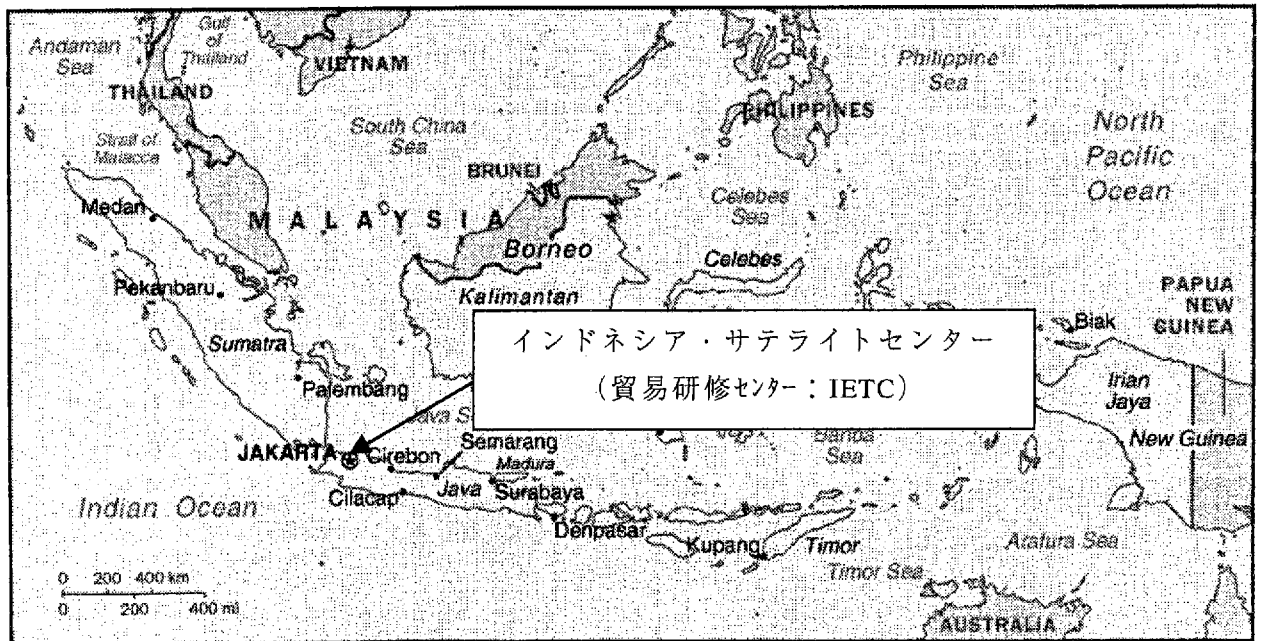 Andaman
Sea
Gulf
of
Thailand
THAILAND
VIETNAM
Strait of
Malacca
South China
Sea
PHILIPPINES
Philippine
Sea
North
Pacific
Ocean
BRUNEI
Medan
MALAYSIA
Celebes
Sea
Borneo
Celebes
Kalimantan
Pekanbaru
Sumatra
Palembang
PAPUA
NEW
GUINEA
Biak
Irian
Jaya
New Guinea
インドネシア・サテライトセンター
(貿易研修センター:IETC)
Java S
Banda
Sea
JAKARTA
Cirebon
Semarang
Madura
Java
Surabaya
Cilacap
Indian Ocean
Denpasar
Kupang
Timor
Timor Sea
Arafura Sea
AUSTRALIA
0 200 400 km
0 200 400 mi